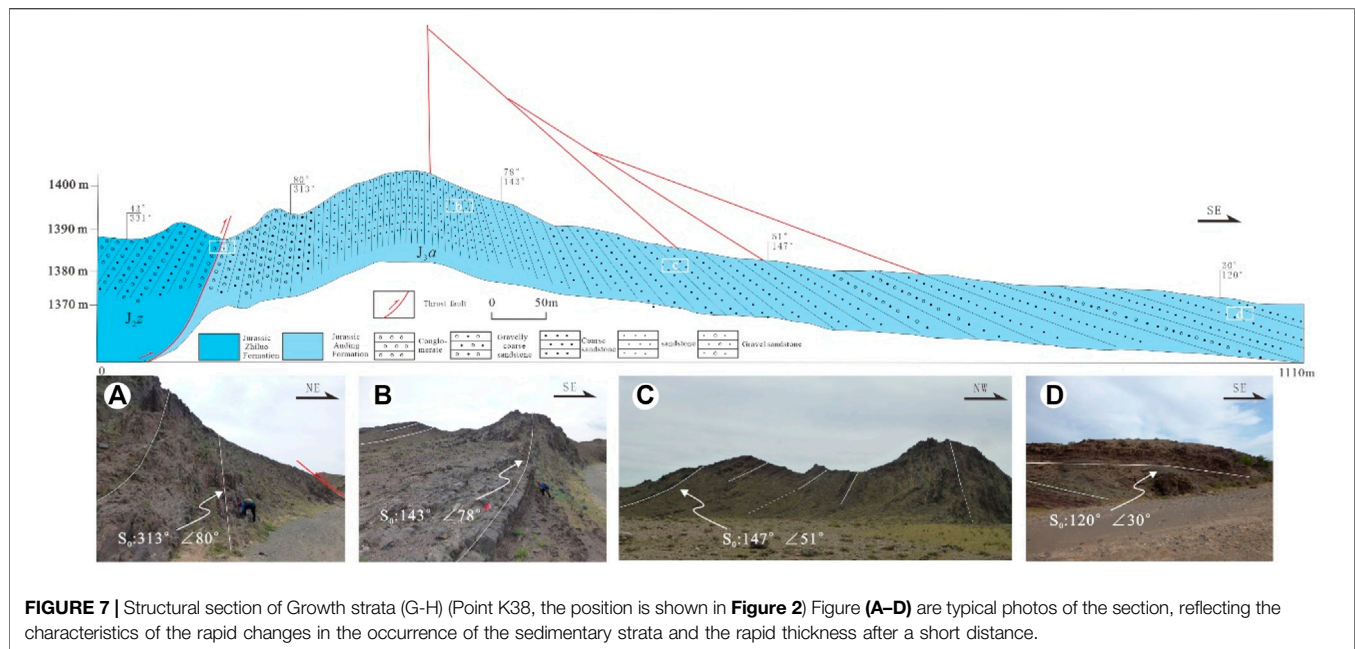 1400 m
1390 m
1380 m
1370 m
42°
331°
80°
313°
78°
143°
51°
147°
30°
120°
SE
a
B
c
d
J₂z
J₂a
Thrust fault
0 50m
Jurassic Zhiluo Formation
Jurassic Anding Formation
Conglo-merate
Gravelly coarse sandstone
Coarse sandstone
sandstone
Gravel sandstone
0
1110m
A
NE
S₀:313° ∠80°
B
SE
S₀:143° ∠78°
C
NW
S₀:147° ∠51°
D
SE
S₀:120° ∠30°
FIGURE 7 | Structural section of Growth strata (G-H) (Point K38, the position is shown in Figure 2) Figure (A–D) are typical photos of the section, reflecting the
characteristics of the rapid changes in the occurrence of the sedimentary strata and the rapid thickness after a short distance.